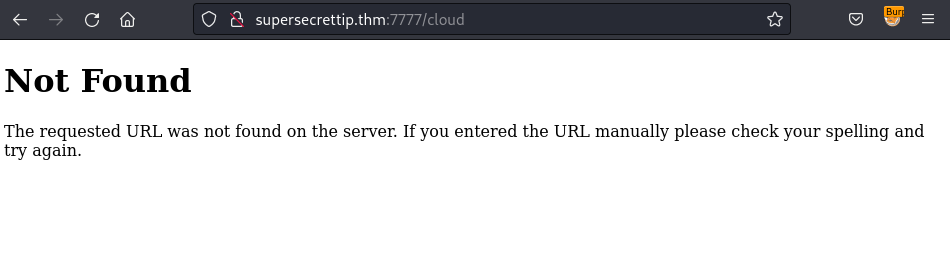 supersecrettip.thm:7777/cloud
Burp
Not Found
The requested URL was not found on the server. If you entered the URL manually please check your spelling and
try again.